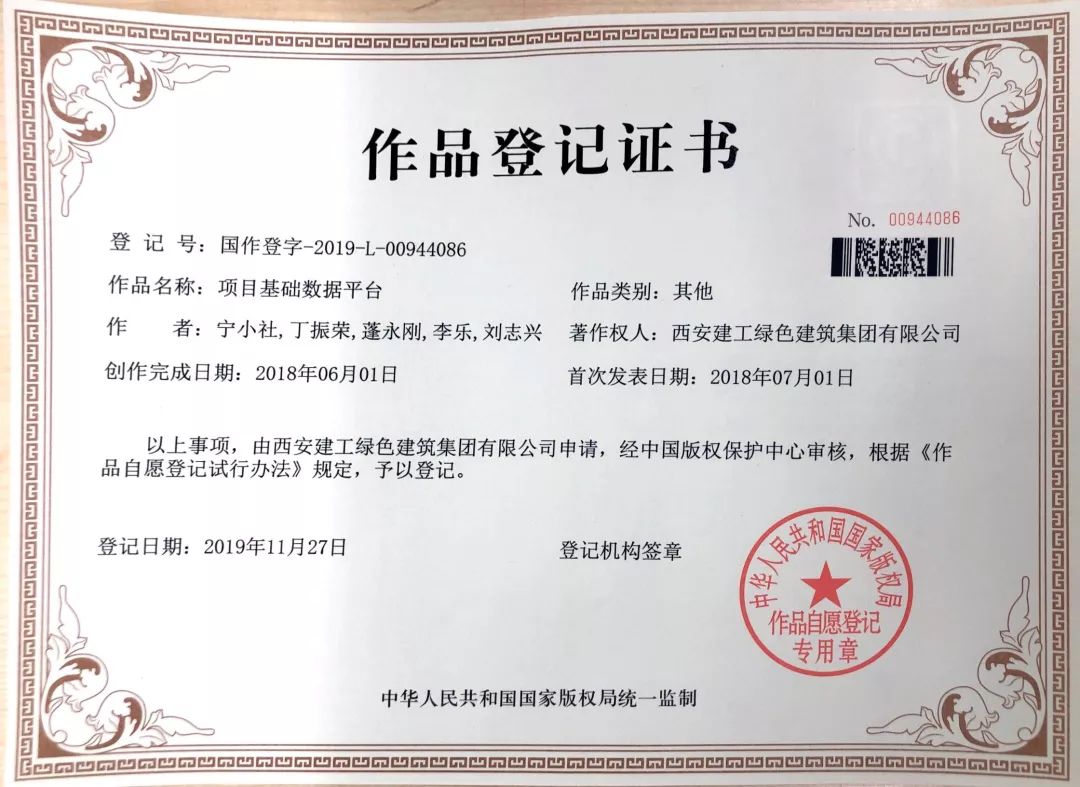 作品登记证书
No. 00944086
登 记 号：国作登字-2019-L-00944086
作品名称：项目基础数据平台
作品类别：其他
作 者：宁小社,丁振荣,蓬永刚,李乐,刘志兴
著作权人：西安建工绿色建筑集团有限公司
创作完成日期：2018年06月01日
首次发表日期：2018年07月01日
以上事项，由西安建工绿色建筑集团有限公司申请，经中国版权保护中心审核，根据《作
品自愿登记试行办法》规定，予以登记。
登记日期：2019年11月27日
登记机构签章
中华人民共和国国家版权局
作品自愿登记
专用章
中华人民共和国国家版权局统一监制